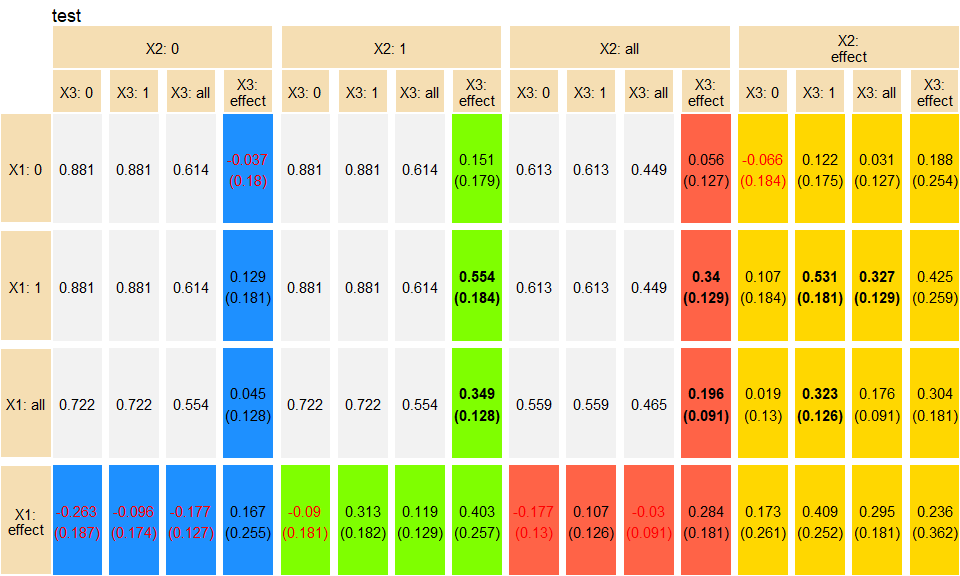 test
X2: 0 X2: 1 X2: all X2:
effect
X3: 0 X3: 1 X3: all X3:
effect X3: 0 X3: 1 X3: all X3:
effect X3: 0 X3: 1 X3: all X3:
effect X3: 0 X3: 1 X3: all X3:
effect
X1: 0 0.881 0.881 0.614 -0.037 0.881 0.881 0.614 0.151 0.613 0.613 0.449 0.056 -0.066 0.122 0.031 0.188
(0.18) (0.179) (0.127) (0.184) (0.175) (0.127) (0.254)
X1: 1 0.881 0.881 0.614 0.129 0.881 0.881 0.614 0.554 0.613 0.613 0.449 0.34 0.107 0.531 0.327 0.425
(0.181) (0.184) (0.129) (0.184) (0.181) (0.129) (0.259)
X1: all 0.722 0.722 0.554 0.045 0.722 0.722 0.554 0.349 0.559 0.559 0.465 0.196 0.019 0.323 0.176 0.304
(0.128) (0.128) (0.091) (0.13) (0.126) (0.091) (0.181)
X1:
effect -0.263 -0.096 -0.177 0.167 -0.09 0.313 0.119 0.403 -0.177 0.107 -0.03 0.284 0.173 0.409 0.295 0.236
(0.187) (0.174) (0.127) (0.255) (0.181) (0.182) (0.129) (0.257) (0.13) (0.126) (0.091) (0.181) (0.261) (0.252) (0.181) (0.362)